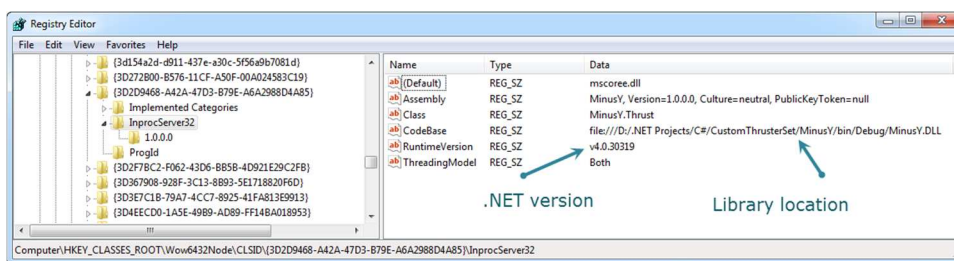 Registry Editor
File Edit View Favorites Help
{3d154a2d-d911-437e-a30c-5f56a9b7081d}
{3D272B00-B576-11CF-A50F-00A024583C19}
{3D2D9468-A42A-47D3-B79E-A6A2988D4A85}
Implemented Categories
InprocServer32
1.0.0.0
ProgId
{3D2F7BC2-F062-43D6-BB5B-4D921E29C2FB}
{3D367908-928F-3C13-8B93-5E1718820F6D}
{3D3E7C1B-79A7-4CC7-8925-41FA813E9913}
{3D4EECD0-1A5E-49B9-AD89-FF14BA018953}
Name Type Data
(Default) REG_SZ mscoree.dll
Assembly REG_SZ MinusY, Version=1.0.0.0, Culture=neutral, PublicKeyToken=null
Class REG_SZ MinusY.Thrust
CodeBase REG_SZ file:///D:/.NET Projects/C#/CustomThrusterSet/MinusY/bin/Debug/MinusY.DLL
RuntimeVersion REG_SZ v4.0.30319
ThreadingModel REG_SZ Both
.NET version
Library location
Computer\HKEY_CLASSES_ROOT\Wow6432Node\CLSID\{3D2D9468-A42A-47D3-B79E-A6A2988D4A85}\InprocServer32